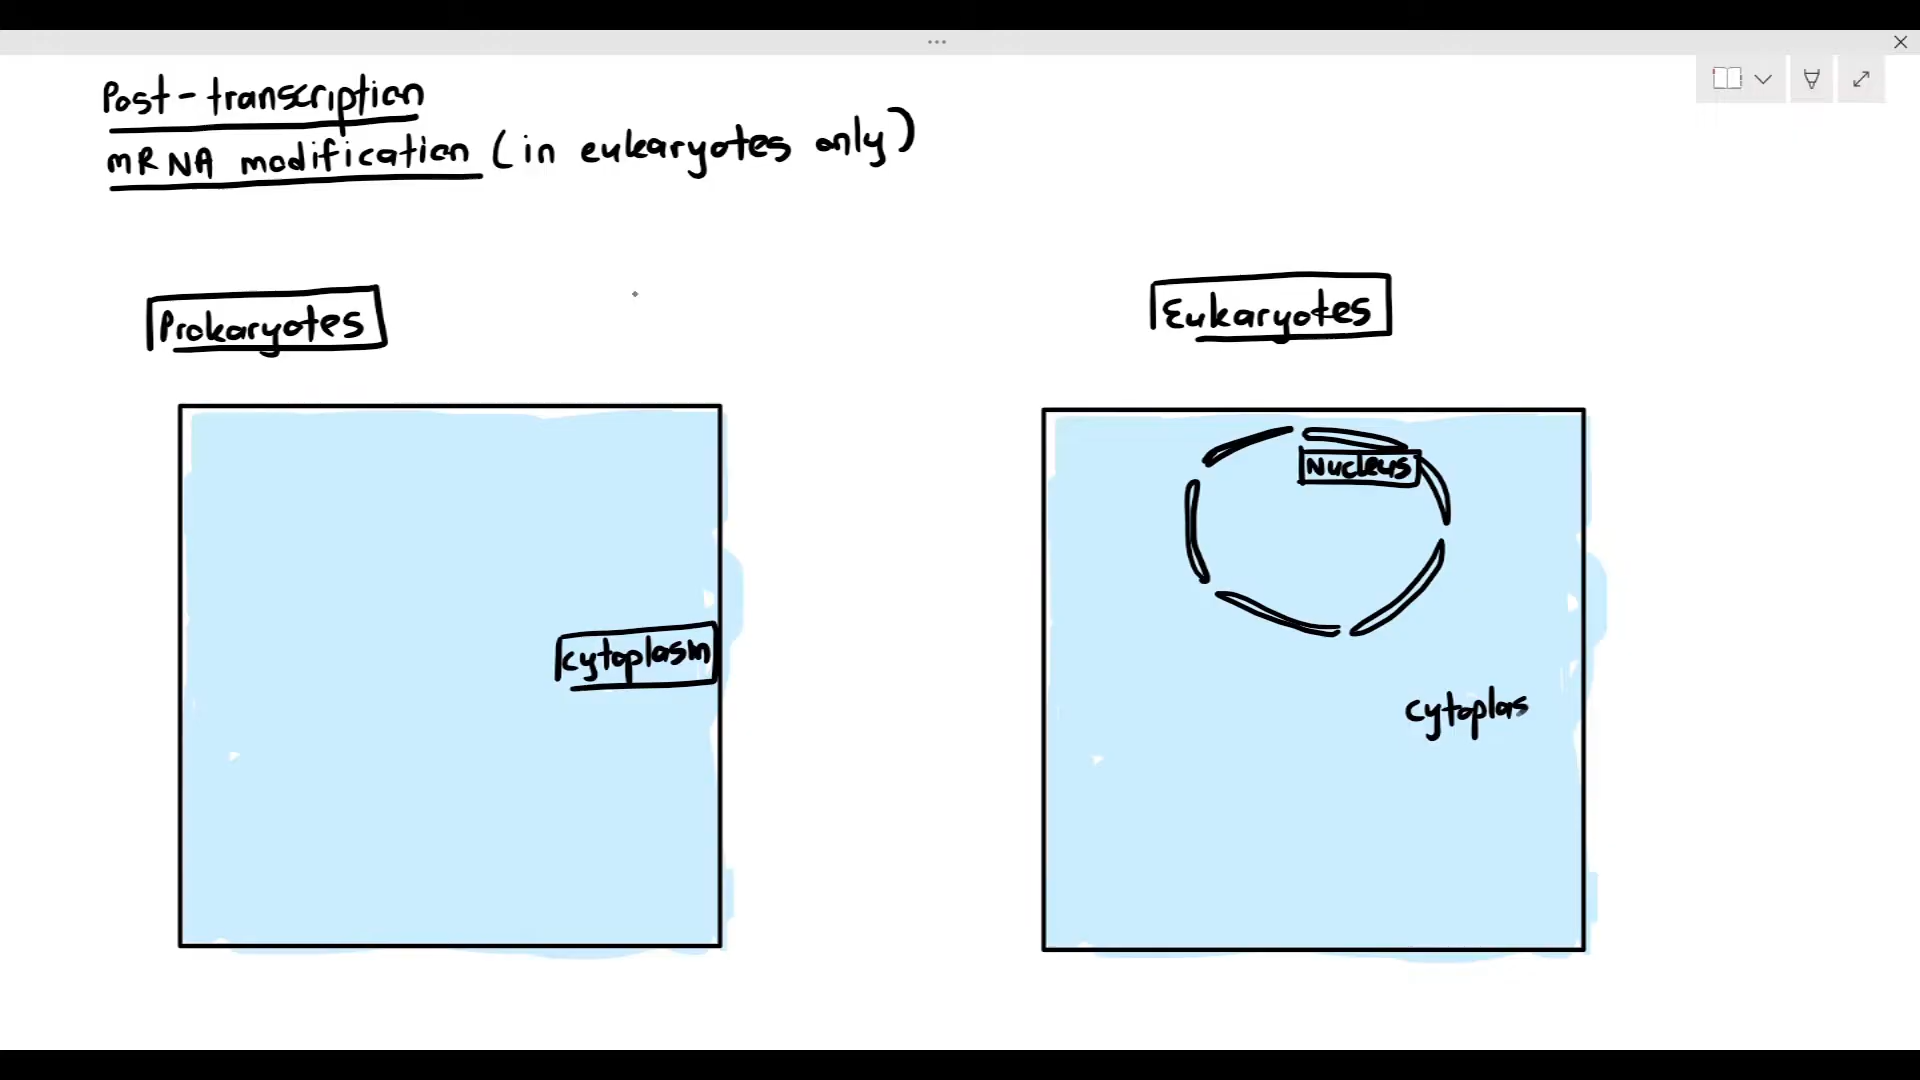 Post-transcription
mRNA modification (in eukaryotes only)
Prokaryotes
Eukaryotes
Nucleus
cytoplasm
cytoplas